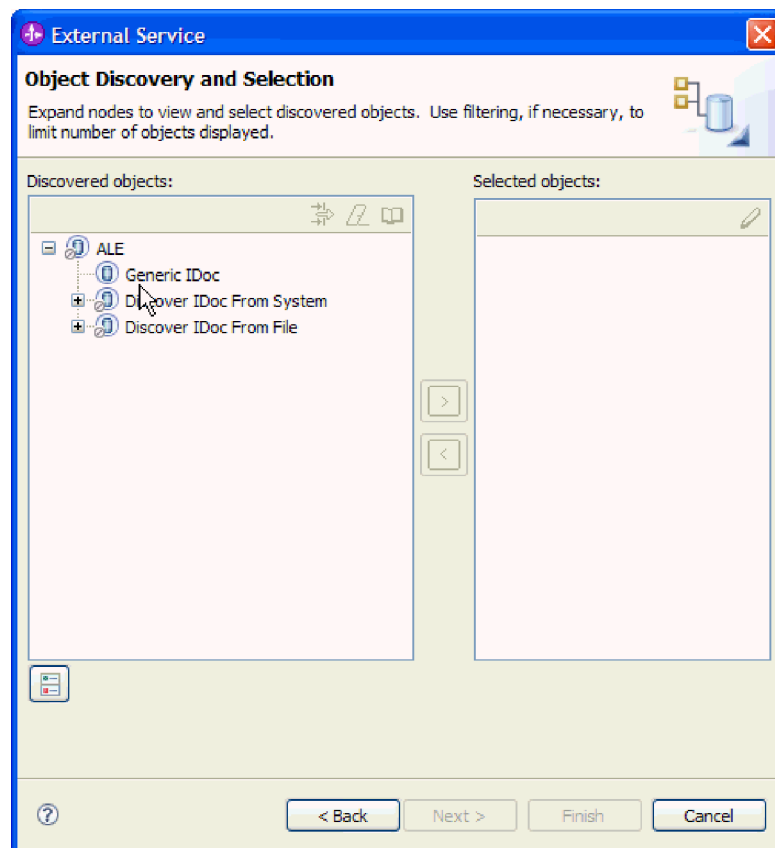 External Service
Object Discovery and Selection
Expand nodes to view and select discovered objects. Use filtering, if necessary, to
limit number of objects displayed.
Discovered objects:
Selected objects:
ALE
Generic IDoc
Discover IDoc From System
Discover IDoc From File
>
<
?
< Back
Next >
Finish
Cancel